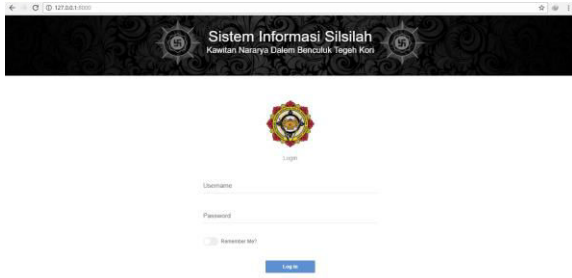 127.0.0.1:8000
Sistem Informasi Silsilah
Kawitan Nararya Dalem Benculuk Tegeh Kori
Login
Username
Password
Remember Me?
Log in